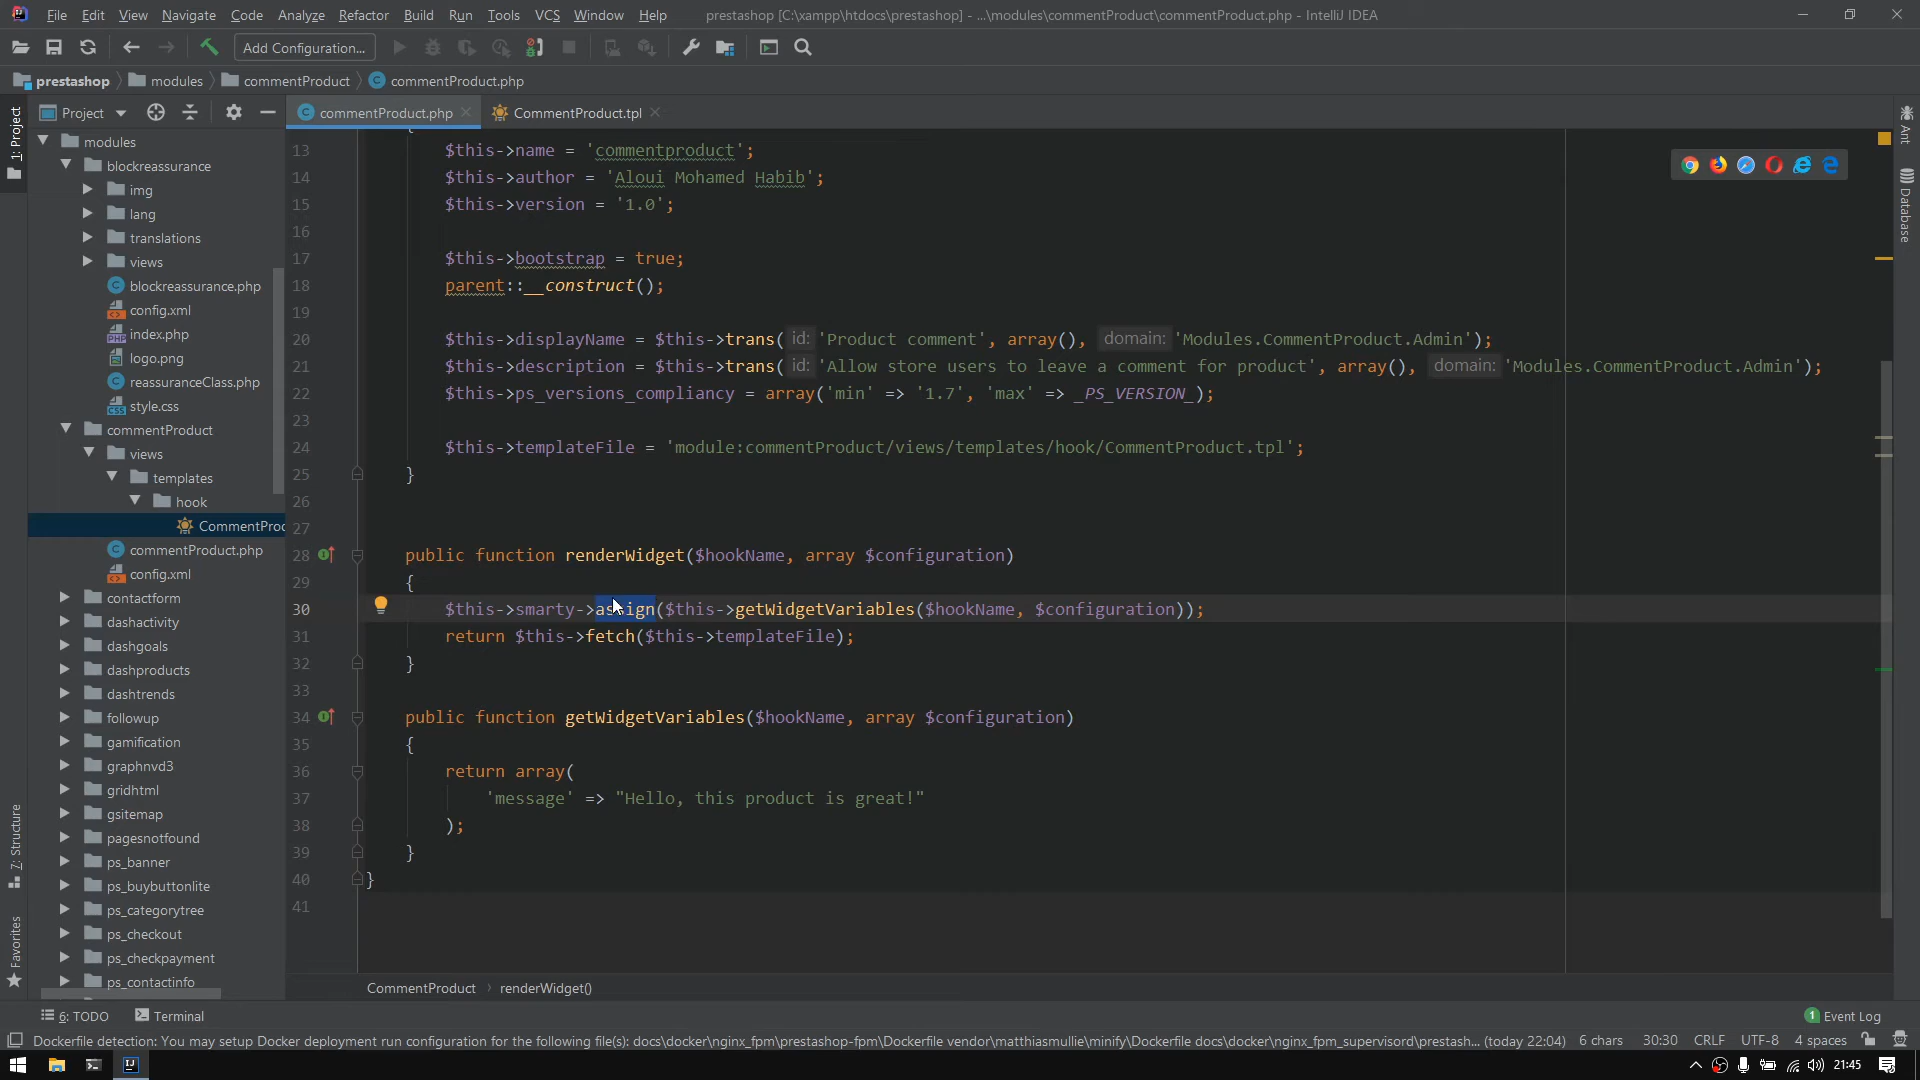 File Edit View Navigate Code Analyze Refactor Build Run Tools VCS Window Help prestashop [C:\xampp\htdocs\prestashop] - ...\modules\commentProduct\commentProduct.php - IntelliJ IDEA
Add Configuration...
prestashop modules commentProduct commentProduct.php
Project commentProduct.php CommentProduct.tpl
1: Project
7: Structure
Favorites
modules
blockreassurance
img
lang
translations
views
blockreassurance.php
config.xml
index.php
logo.png
reassuranceClass.php
style.css
commentProduct
views
templates
hook
CommentProd
commentProduct.php
config.xml
contactform
dashactivity
dashgoals
dashproducts
dashtrends
followup
gamification
graphnvd3
gridhtml
gsitemap
pagesnotfound
ps_banner
ps_buybuttonlite
ps_categorytree
ps_checkout
ps_checkpayment
ps_contactinfo
{
13 $this->name = 'commentproduct';
14 $this->author = 'Aloui Mohamed Habib';
15 $this->version = '1.0';
16
17 $this->bootstrap = true;
18 parent::__construct();
19
20 $this->displayName = $this->trans( id: 'Product comment', array(), domain: 'Modules.CommentProduct.Admin');
21 $this->description = $this->trans( id: 'Allow store users to leave a comment for product', array(), domain: 'Modules.CommentProduct.Admin');
22 $this->ps_versions_compliancy = array('min' => '1.7', 'max' => _PS_VERSION_);
23
24 $this->templateFile = 'module:commentProduct/views/templates/hook/CommentProduct.tpl';
25 }
26
27
28 public function renderWidget($hookName, array $configuration)
29 {
30 $this->smarty->assign($this->getWidgetVariables($hookName, $configuration));
31 return $this->fetch($this->templateFile);
32 }
33
34 public function getWidgetVariables($hookName, array $configuration)
35 {
36 return array(
37 'message' => "Hello, this product is great!"
38 );
39 }
40 }
41
Ant
Database
CommentProduct renderWidget()
6: TODO Terminal 1 Event Log
Dockerfile detection: You may setup Docker deployment run configuration for the following file(s): docs\docker\nginx_fpm\prestashop-fpm\Dockerfile vendor\matthiasmullie\minify\Dockerfile docs\docker\nginx_fpm_supervisord\prestash... (today 22:04) 6 chars 30:30 CRLF UTF-8 4 spaces
21:45